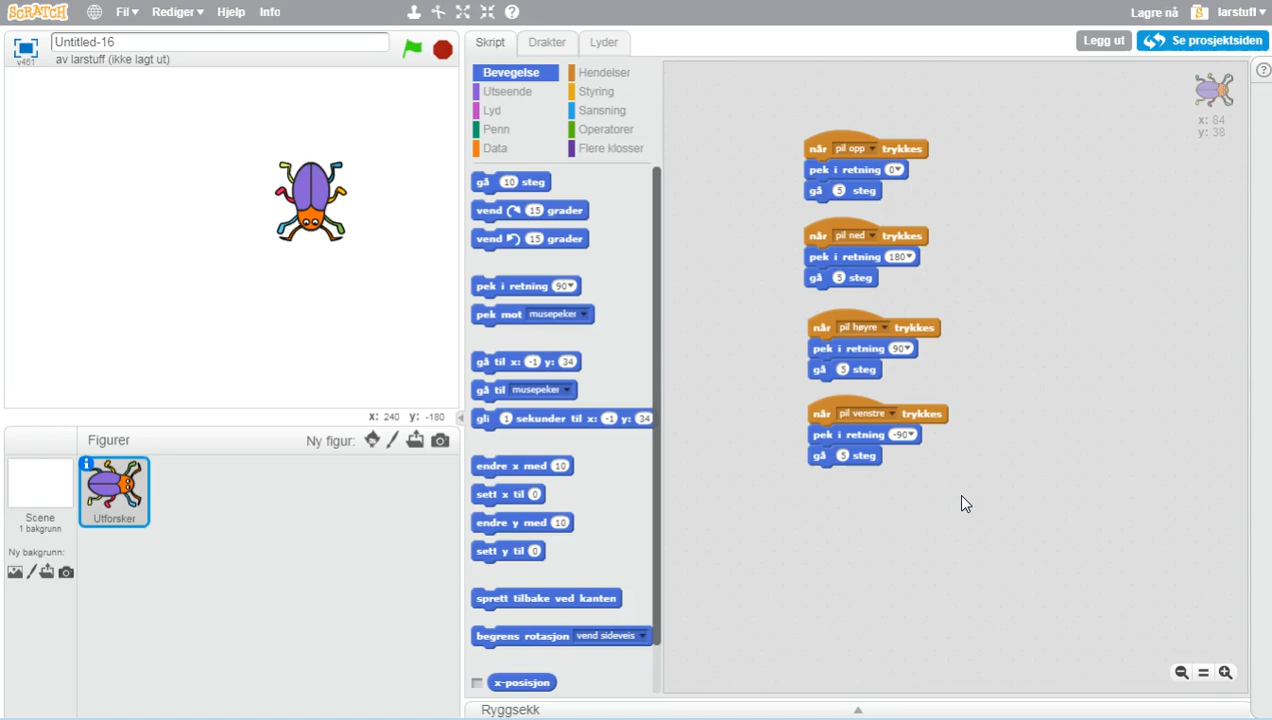 SCRATCH Fil▾ Rediger▾ Hjelp Info Lagre nå larstufl▾
v461 Untitled-16
av larstuff (ikke lagt ut)
Skript Drakter Lyder Legg ut Se prosjektsiden
Bevegelse Hendelser
Utseende Styring
Lyd Sansning
Penn Operatorer
Data Flere klosser
gå 10 steg
vend 15 grader
vend 15 grader
pek i retning 90▾
pek mot musepeker
gå til x: -1 y: 34
gå til musepeker
gli 1 sekunder til x: -1 y: 34
endre x med 10
sett x til 0
endre y med 10
sett y til 0
sprett tilbake ved kanten
begrens rotasjon vend sideveis
x-posisjon
når pil opp trykkes
pek i retning 0▾
gå 5 steg
når pil ned trykkes
pek i retning 180▾
gå 5 steg
når pil høyre trykkes
pek i retning 90▾
gå 5 steg
når pil venstre trykkes
pek i retning -90▾
gå 5 steg
x: 84
y: 38
x: 240 y: -180
Figurer Ny figur:
Scene
1 bakgrunn
Ny bakgrunn:
Utforsker
Ryggsekk